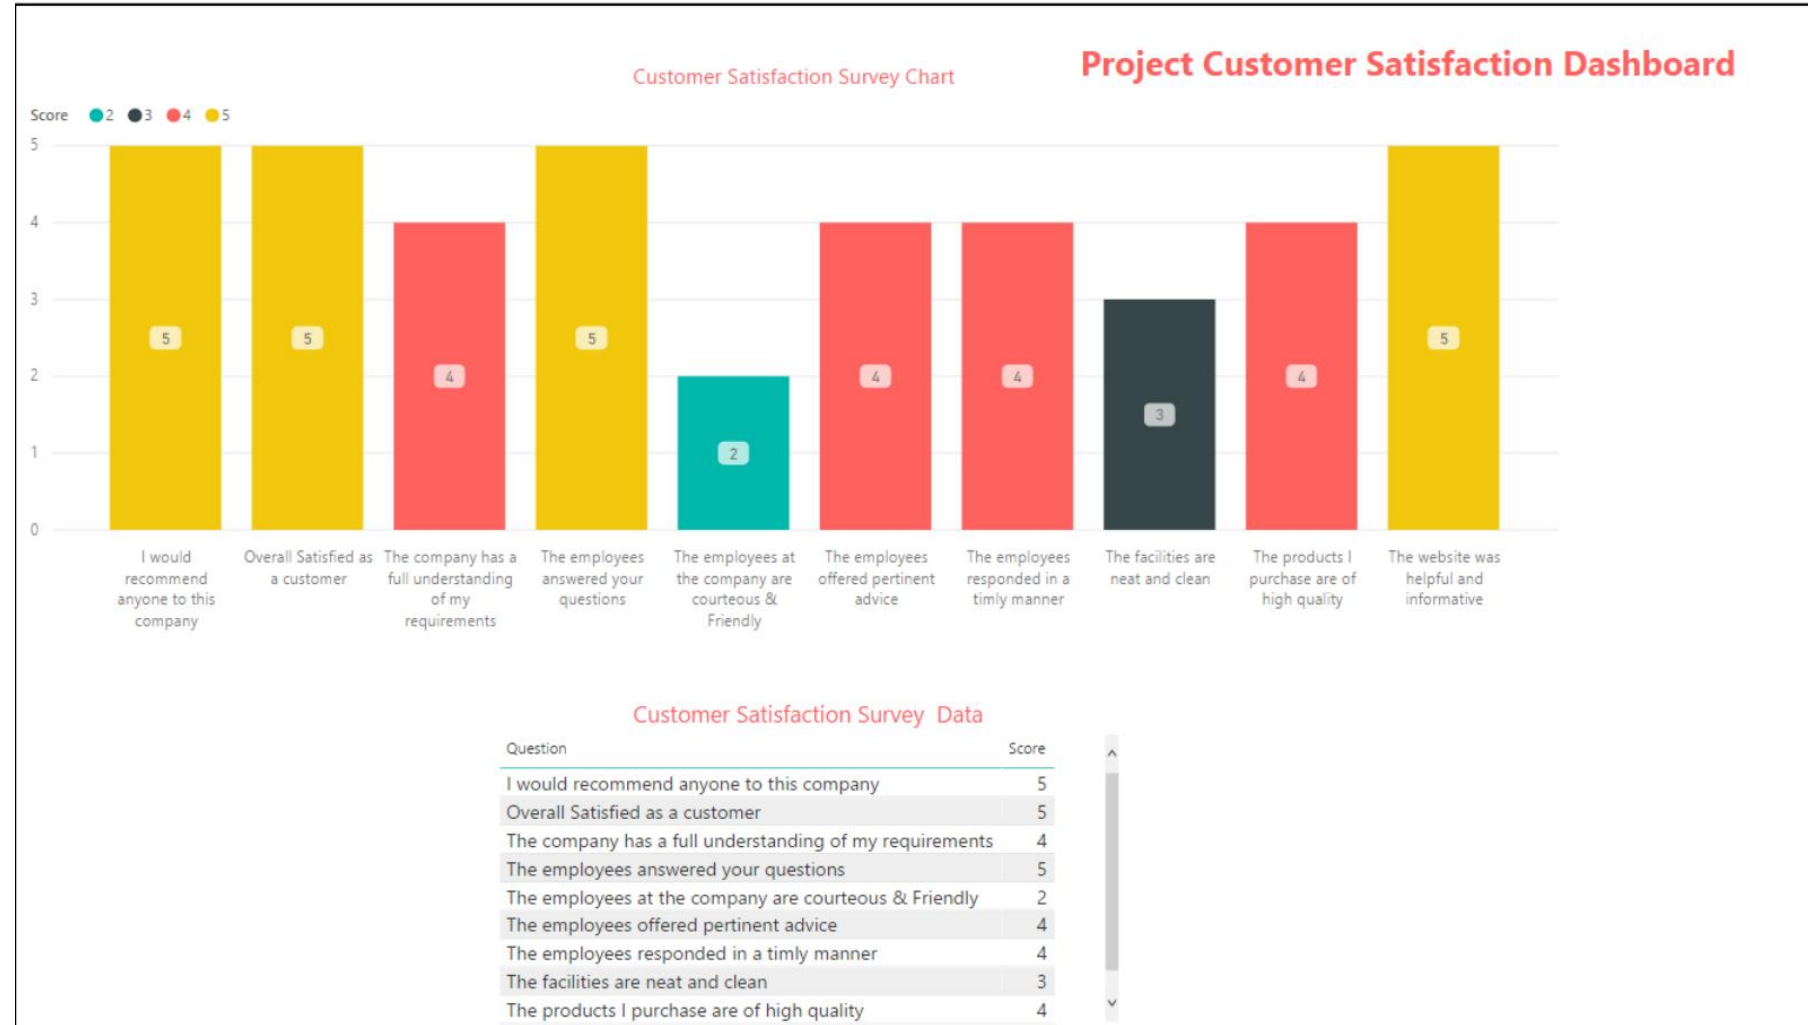 Project Customer Satisfaction Dashboard
Customer Satisfaction Survey Chart
Score 2 3 4 5
5
4
3
2
1
0
5 5 4 5 2 4 4 3 4 5
I would
recommend
anyone to this
company
Overall Satisfied as
a customer
The company has a
full understanding
of my
requirements
The employees
answered your
questions
The employees at
the company are
courteous &
Friendly
The employees
offered pertinent
advice
The employees
responded in a
timly manner
The facilities are
neat and clean
The products I
purchase are of
high quality
The website was
helpful and
informative
Customer Satisfaction Survey Data
Question Score
I would recommend anyone to this company 5
Overall Satisfied as a customer 5
The company has a full understanding of my requirements 4
The employees answered your questions 5
The employees at the company are courteous & Friendly 2
The employees offered pertinent advice 4
The employees responded in a timly manner 4
The facilities are neat and clean 3
The products I purchase are of high quality 4